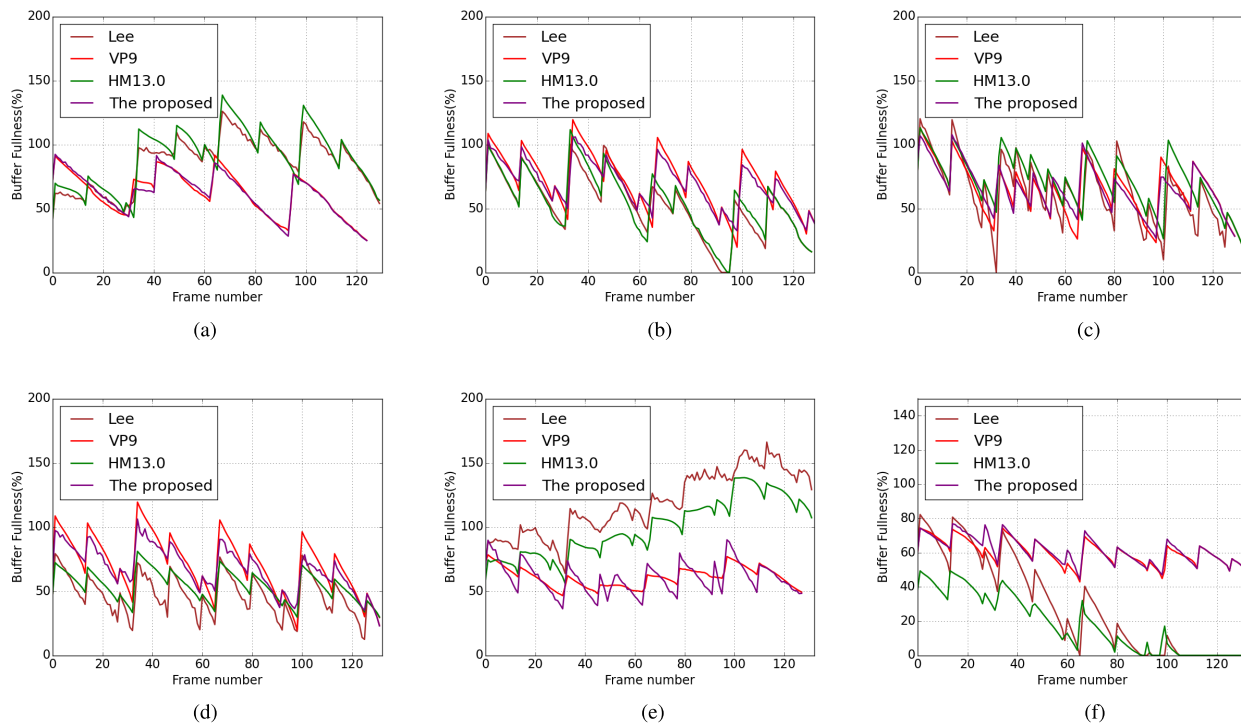 200
150
100
50
0
Buffer Fullness(%)
Lee
VP9
HM13.0
The proposed
0 20 40 60 80 100 120
Frame number
(a)
200
150
100
50
0
Buffer Fullness(%)
Lee
VP9
HM13.0
The proposed
0 20 40 60 80 100 120
Frame number
(b)
200
150
100
50
0
Buffer Fullness(%)
Lee
VP9
HM13.0
The proposed
0 20 40 60 80 100 120
Frame number
(c)
200
150
100
50
0
Buffer Fullness(%)
Lee
VP9
HM13.0
The proposed
0 20 40 60 80 100 120
Frame number
(d)
200
150
100
50
0
Buffer Fullness(%)
Lee
VP9
HM13.0
The proposed
0 20 40 60 80 100 120
Frame number
(e)
140
120
100
80
60
40
20
0
Buffer Fullness(%)
Lee
VP9
HM13.0
The proposed
0 20 40 60 80 100 120
Frame number
(f)